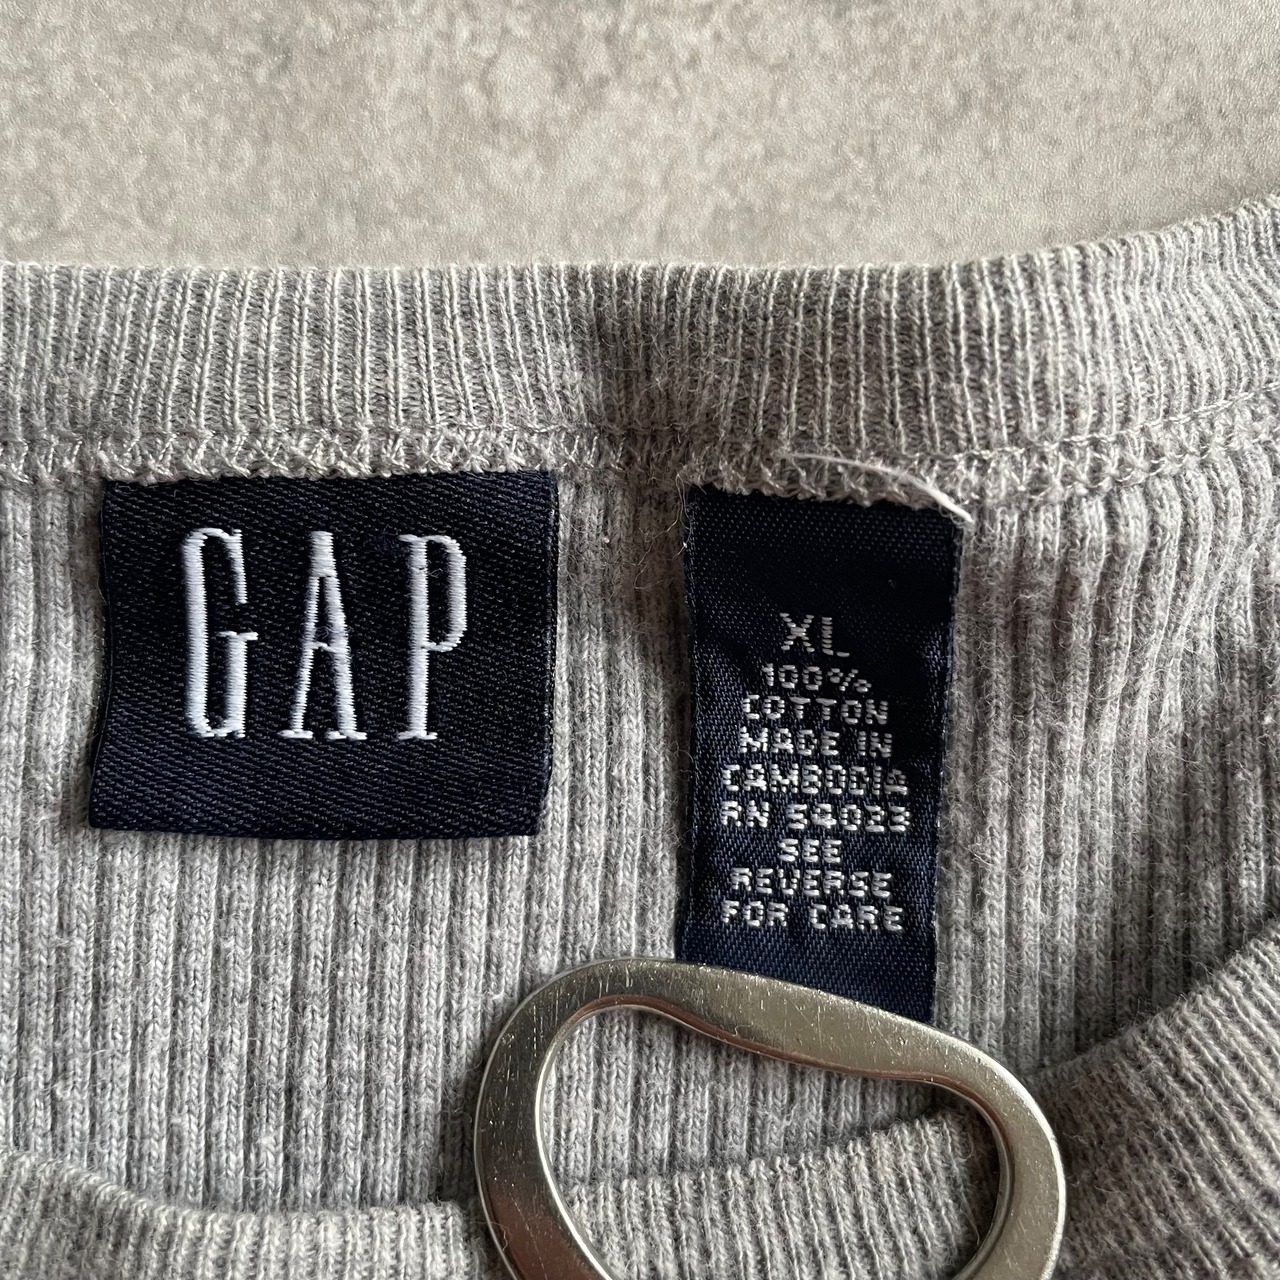 GAP
XL
100%
COTTON
MADE IN
CAMBODIA
RN 54023
SEE
REVERSE
FOR CARE